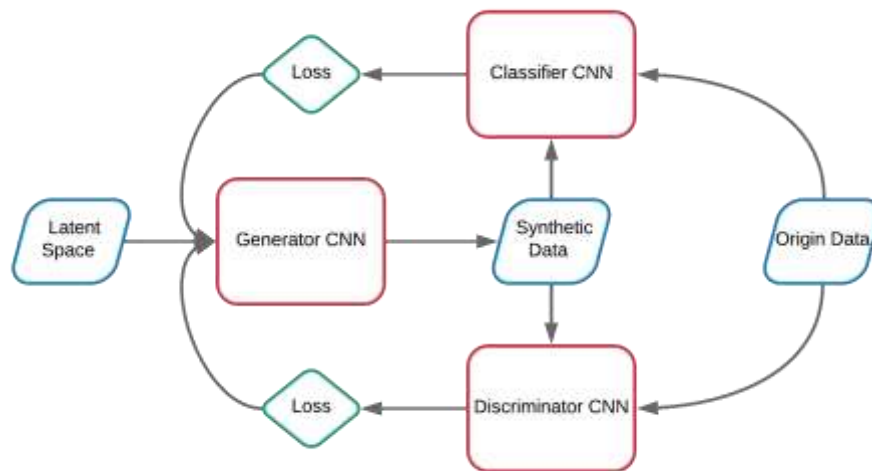 Loss
Classifier CNN
Latent
Space
Generator CNN
Synthetic
Data
Origin Data
Loss
Discriminator CNN